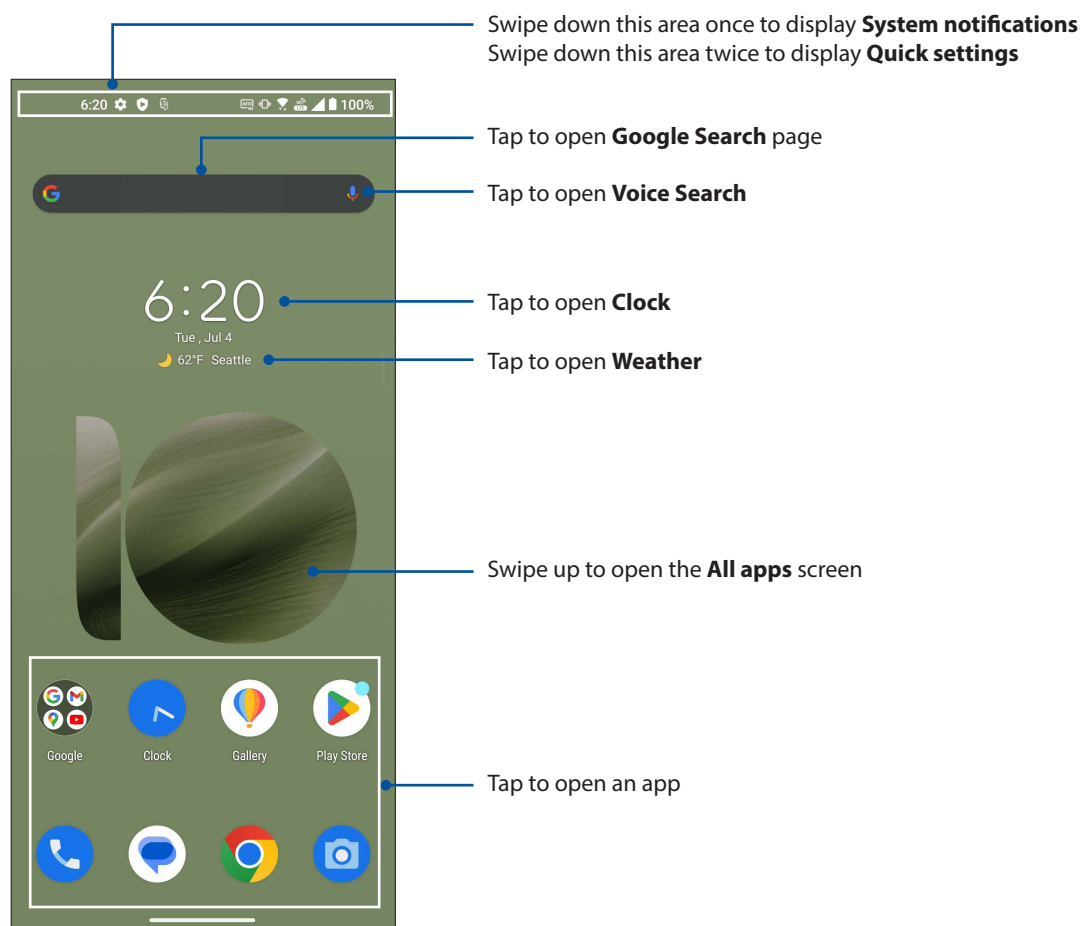 Swipe down this area once to display System notifications
Swipe down this area twice to display Quick settings
6:20 100%
Tap to open Google Search page
Tap to open Voice Search
6:20
Tap to open Clock
Tue , Jul 4
62°F Seattle
Tap to open Weather
Swipe up to open the All apps screen
Google Clock Gallery Play Store
Tap to open an app